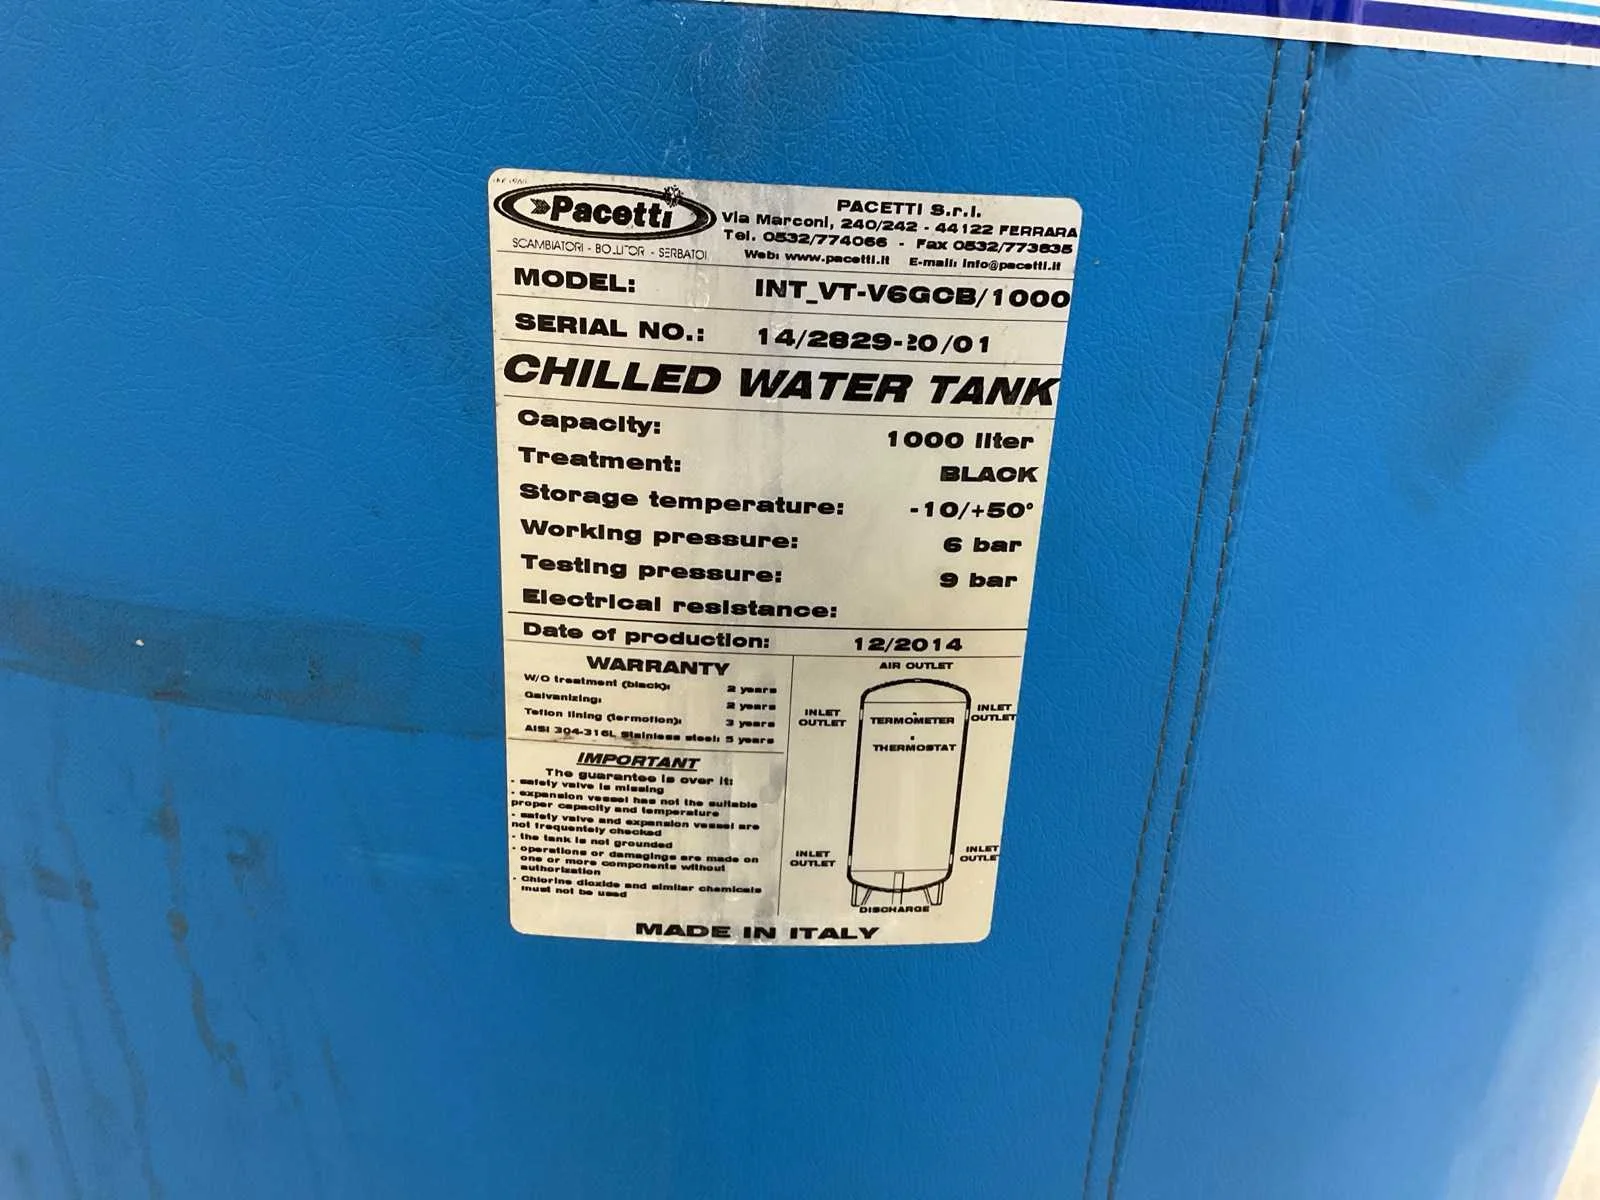 Pacetti
SCAMBIATORI - BOLLITORI - SERBATOI
PACETTI S.r.l.
Via Marconi, 240/242 - 44122 FERRARA
Tel. 0532/774066 - Fax 0532/773835
Web: www.pacetti.it E-mail: info@pacetti.it
MODEL: INT_VT-V6GCB/1000
SERIAL NO.: 14/2829-20/01
CHILLED WATER TANK
Capacity: 1000 liter
Treatment: BLACK
Storage temperature: -10/+50°
Working pressure: 6 bar
Testing pressure: 9 bar
Electrical resistance:
Date of production: 12/2014
WARRANTY
W/O treatment (black): 2 years
Galvanizing: 2 years
Teflon lining (termoflon): 3 years
AISI 304-316L Stainless steel: 5 years
IMPORTANT
The guarantee is over if:
- safety valve is missing
- expansion vessel has not the suitable
proper capacity and temperature
- safety valve and expansion vessel are
not frequentely checked
- the tank is not grounded
- operations or damagings are made on
one or more components without
authorization
- Chlorine dioxide and similar chemicals
must not be used
AIR OUTLET
INLET
OUTLET
INLET
OUTLET
TERMOMETER
THERMOSTAT
INLET
OUTLET
INLET
OUTLET
DISCHARGE
MADE IN ITALY